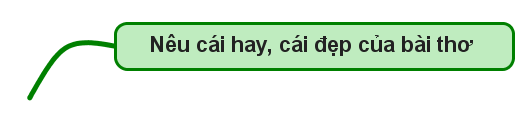 Nêu cái hay, cái đẹp của bài thơ